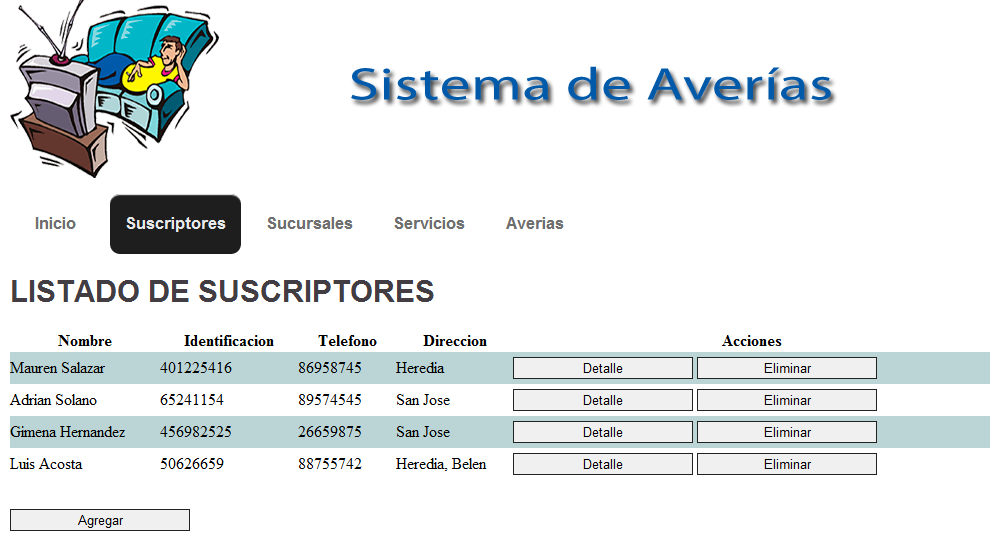 Sistema de Averías
Inicio Suscriptores Sucursales Servicios Averias
LISTADO DE SUSCRIPTORES
Nombre Identificacion Telefono Direccion Acciones
Mauren Salazar 401225416 86958745 Heredia Detalle Eliminar
Adrian Solano 65241154 89574545 San Jose Detalle Eliminar
Gimena Hernandez 456982525 26659875 San Jose Detalle Eliminar
Luis Acosta 50626659 88755742 Heredia, Belen Detalle Eliminar
Agregar